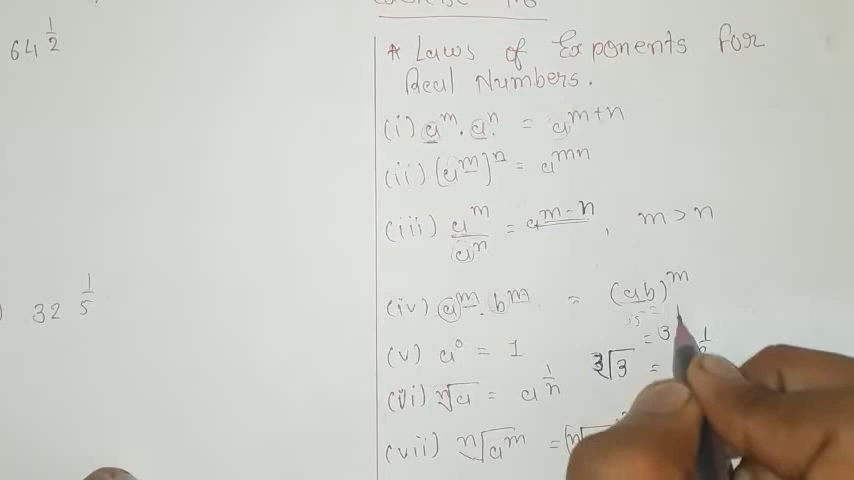 64^{1/2}
32^{1/5}
* Laws of Exponents for
Real Numbers.
(i) a^m . a^n = a^{m+n}
(ii) (a^m)^n = a^{mn}
(iii) a^m / a^n = a^{m-n}, m > n
(iv) a^m . b^m = (ab)^m
(v) a^0 = 1
(vi) ⁿ√a = a^{1/n}
∛3 =
(vii) ⁿ√a^m =